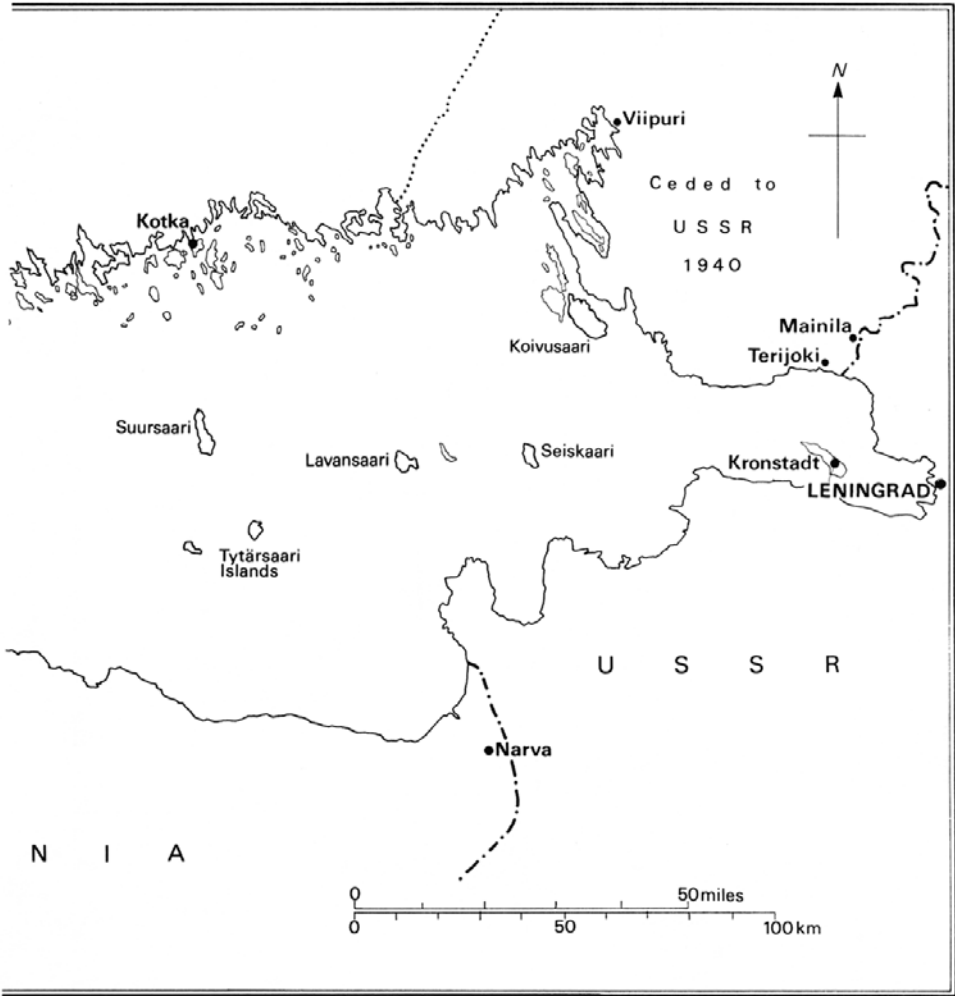 N
Viipuri
Ceded to
USSR
1940
Kotka
Koivusaari
Mainila
Terijoki
Suursaari
Lavansaari
Seiskaari
Kronstadt
LENINGRAD
Tytärsaari
Islands
U S S R
Narva
N I A
0 50 miles
0 50 100 km